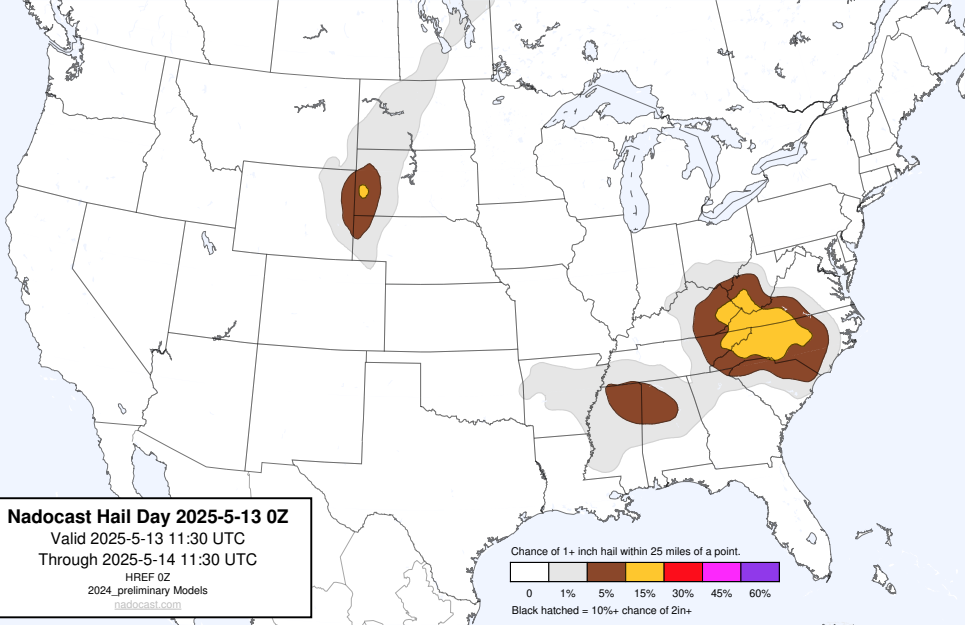 Nadocast Hail Day 2025-5-13 0Z
Valid 2025-5-13 11:30 UTC
Through 2025-5-14 11:30 UTC
HREF 0Z
2024_preliminary Models
nadocast.com
Chance of 1+ inch hail within 25 miles of a point.
0 1% 5% 15% 30% 45% 60%
Black hatched = 10%+ chance of 2in+